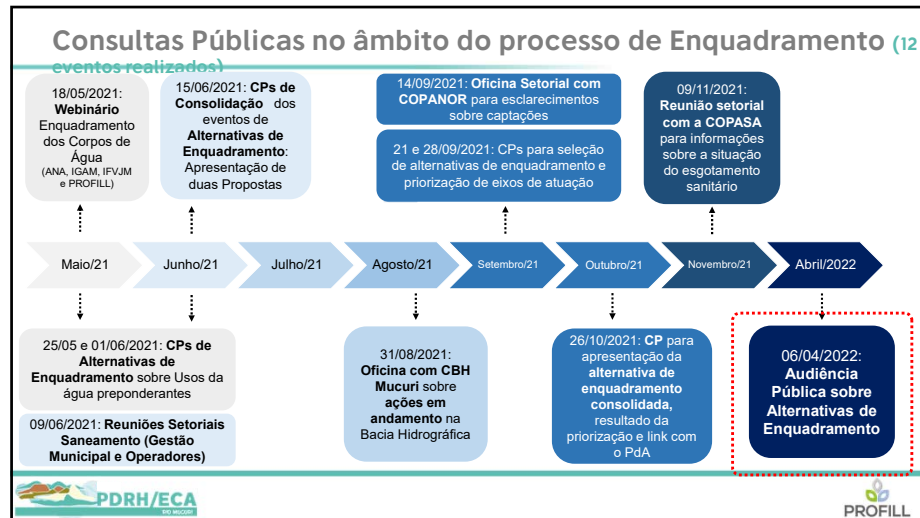 Consultas Públicas no âmbito do processo de Enquadramento (12
eventos realizados)
18/05/2021:
Webinário
Enquadramento
dos Corpos de
Água
(ANA, IGAM, IFVJM
e PROFILL)
15/06/2021: CPs de
Consolidação dos
eventos de
Alternativas de
Enquadramento:
Apresentação de
duas Propostas
14/09/2021: Oficina Setorial com
COPANOR para esclarecimentos
sobre captações
21 e 28/09/2021: CPs para seleção
de alternativas de enquadramento e
priorização de eixos de atuação
09/11/2021:
Reunião setorial
com a COPASA
para informações
sobre a situação
do esgotamento
sanitário
Maio/21
Junho/21
Julho/21
Agosto/21
Setembro/21
Outubro/21
Novembro/21
Abril/2022
25/05 e 01/06/2021: CPs de
Alternativas de
Enquadramento sobre Usos da
água preponderantes
09/06/2021: Reuniões Setoriais
Saneamento (Gestão
Municipal e Operadores)
31/08/2021:
Oficina com CBH
Mucuri sobre
ações em
andamento na
Bacia Hidrográfica
26/10/2021: CP para
apresentação da
alternativa de
enquadramento
consolidada,
resultado da
priorização e link com
o PdA
06/04/2022:
Audiência
Pública sobre
Alternativas de
Enquadramento
PDRH/ECA
RIO MUCURI
PROFILL